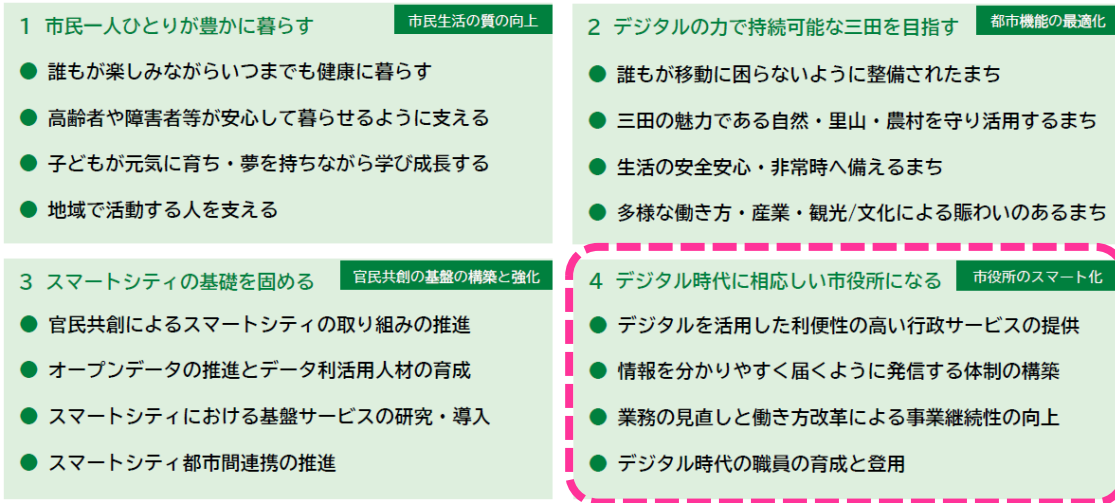 1 市民一人ひとりが豊かに暮らす
市民生活の質の向上
● 誰もが楽しみながらいつまでも健康に暮らす
● 高齢者や障害者等が安心して暮らせるように支える
● 子どもが元気に育ち・夢を持ちながら学び成長する
● 地域で活動する人を支える
2 デジタルの力で持続可能な三田を目指す
都市機能の最適化
● 誰もが移動に困らないように整備されたまち
● 三田の魅力である自然・里山・農村を守り活用するまち
● 生活の安全安心・非常時へ備えるまち
● 多様な働き方・産業・観光/文化による賑わいのあるまち
3 スマートシティの基礎を固める
官民共創の基盤の構築と強化
● 官民共創によるスマートシティの取り組みの推進
● オープンデータの推進とデータ利活用人材の育成
● スマートシティにおける基盤サービスの研究・導入
● スマートシティ都市間連携の推進
4 デジタル時代に相応しい市役所になる
市役所のスマート化
● デジタルを活用した利便性の高い行政サービスの提供
● 情報を分かりやすく届くように発信する体制の構築
● 業務の見直しと働き方改革による事業継続性の向上
● デジタル時代の職員の育成と登用